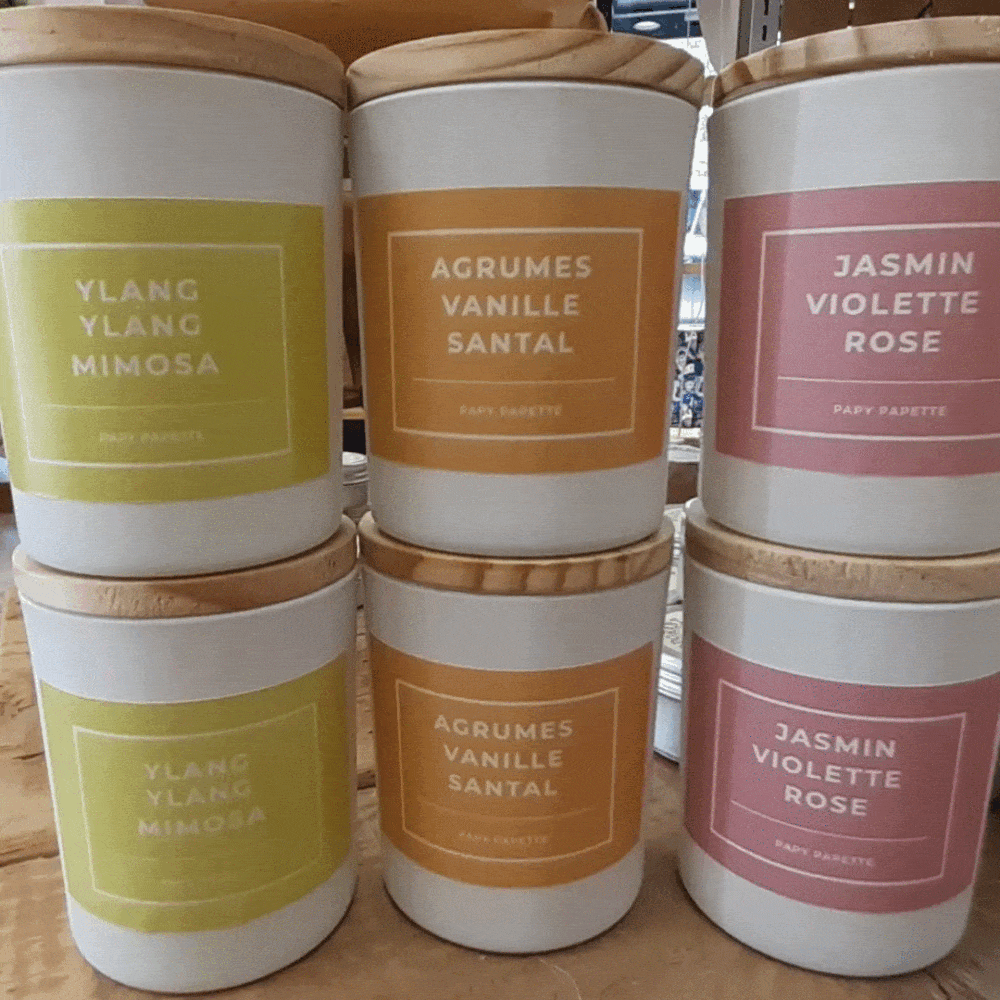 YLANG
YLANG
MIMOSA
PAPY PAPETTE
AGRUMES
VANILLE
SANTAL
PAPY PAPETTE
JASMIN
VIOLETTE
ROSE
PAPY PAPETTE
YLANG
YLANG
MIMOSA
AGRUMES
VANILLE
SANTAL
PAPY PAPETTE
JASMIN
VIOLETTE
ROSE
PAPY PAPETTE